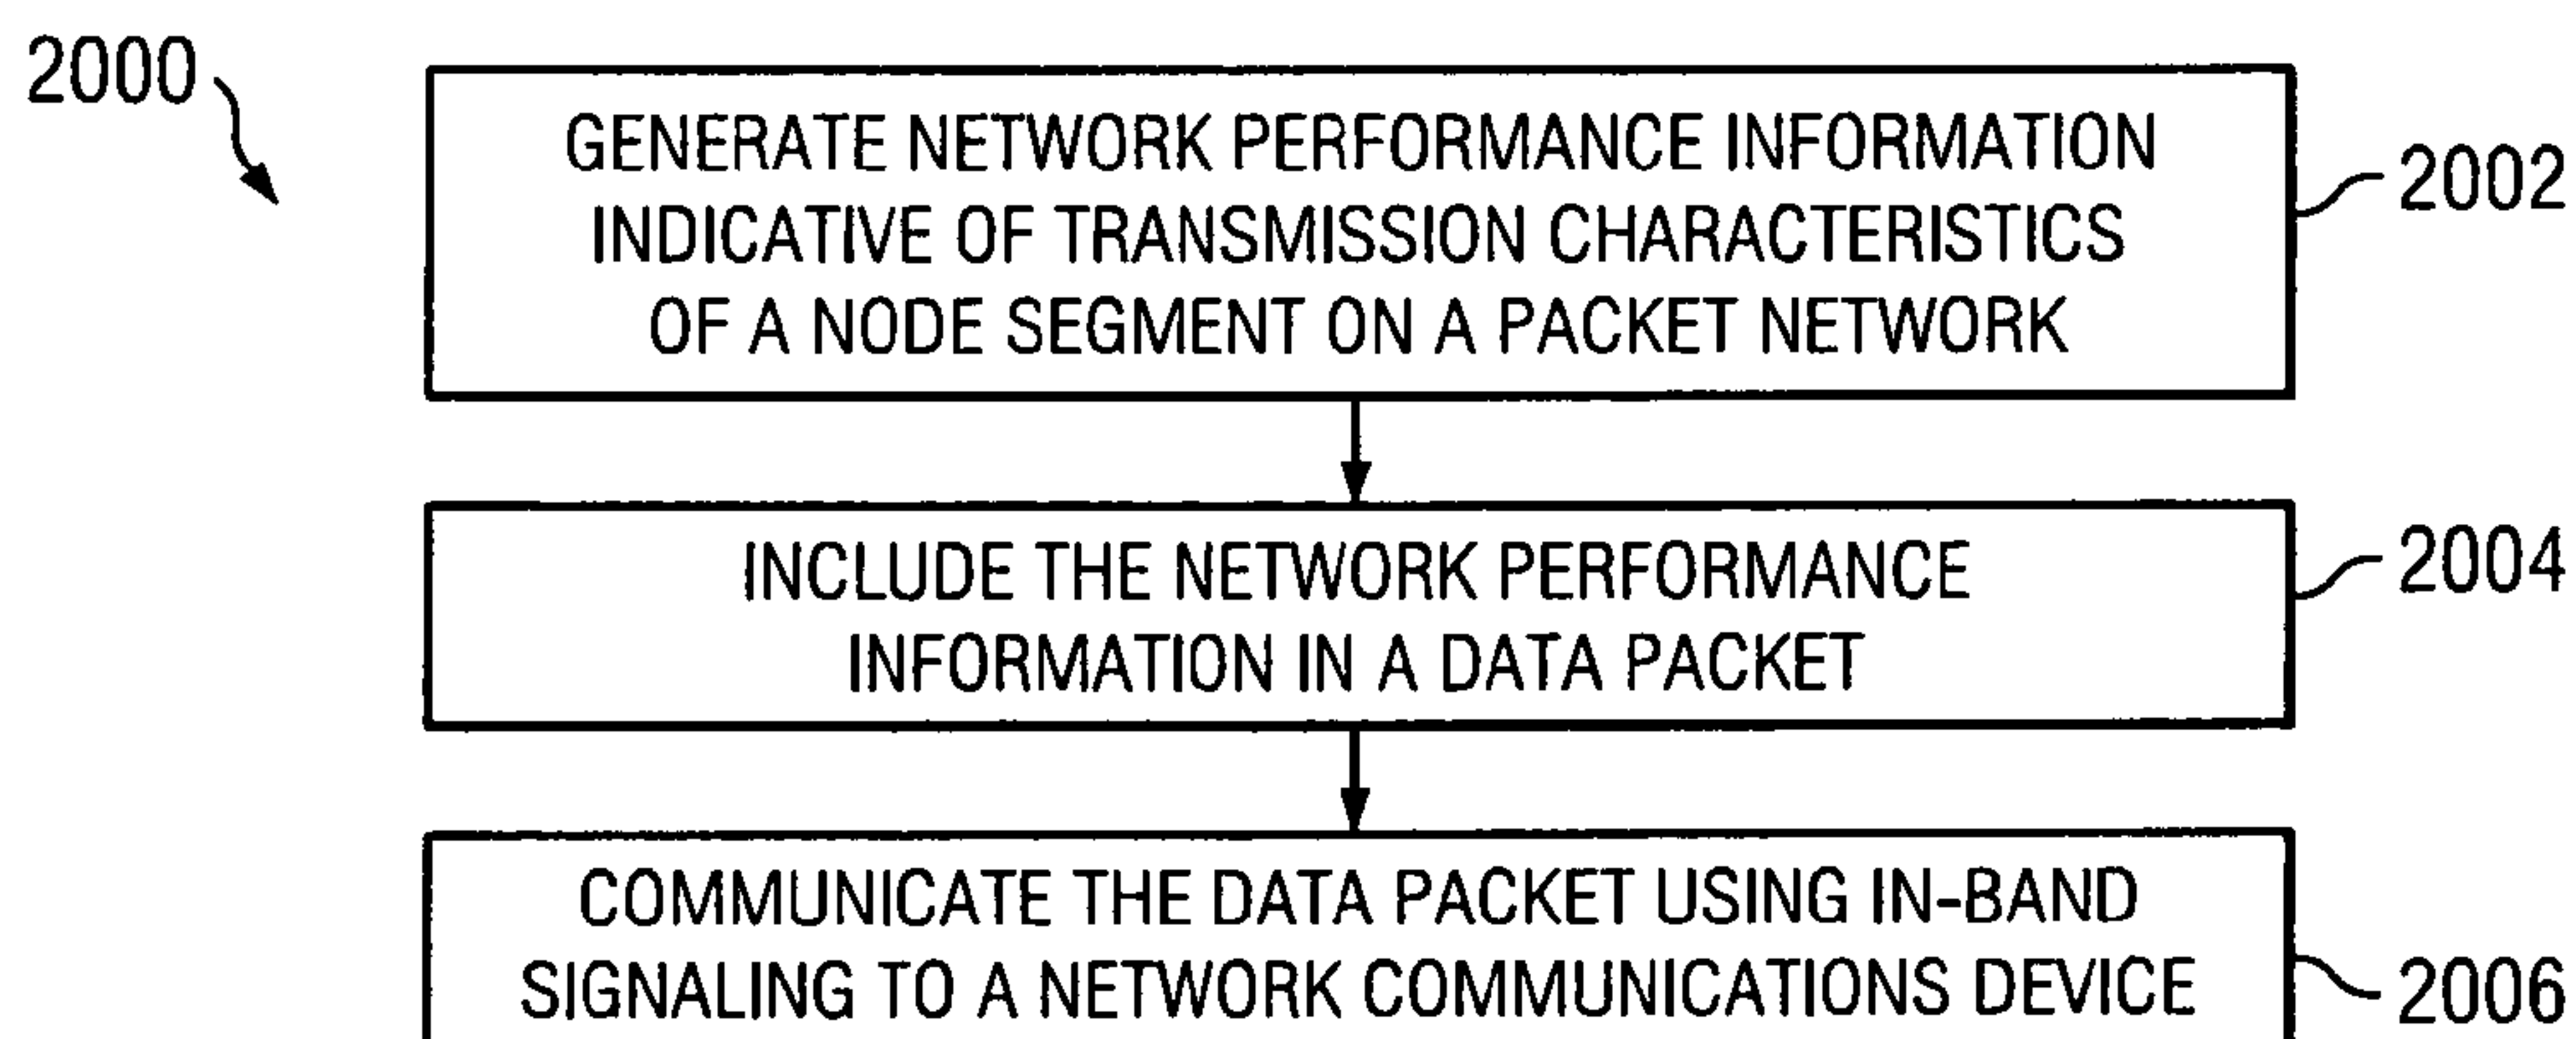 2000
GENERATE NETWORK PERFORMANCE INFORMATION
INDICATIVE OF TRANSMISSION CHARACTERISTICS
OF A NODE SEGMENT ON A PACKET NETWORK
2002
INCLUDE THE NETWORK PERFORMANCE
INFORMATION IN A DATA PACKET
2004
COMMUNICATE THE DATA PACKET USING IN-BAND
SIGNALING TO A NETWORK COMMUNICATIONS DEVICE
2006